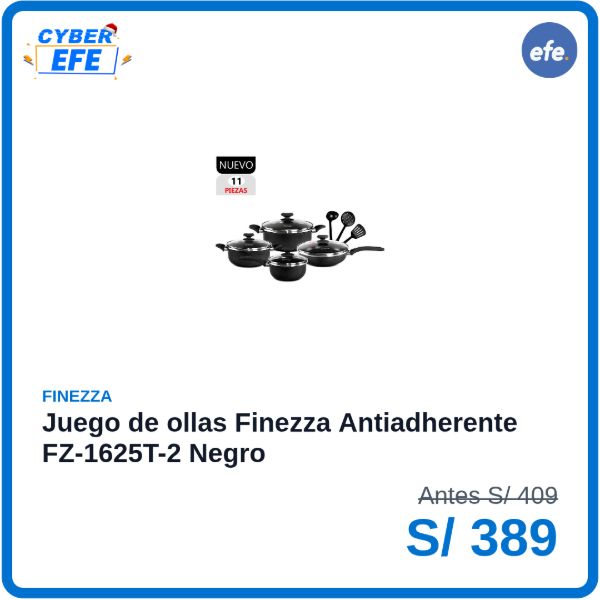 CYBER
EFE
efe.
NUEVO
11
PIEZAS
FINEZZA
Juego de ollas Finezza Antiadherente
FZ-1625T-2 Negro
Antes S/ 409
S/ 389